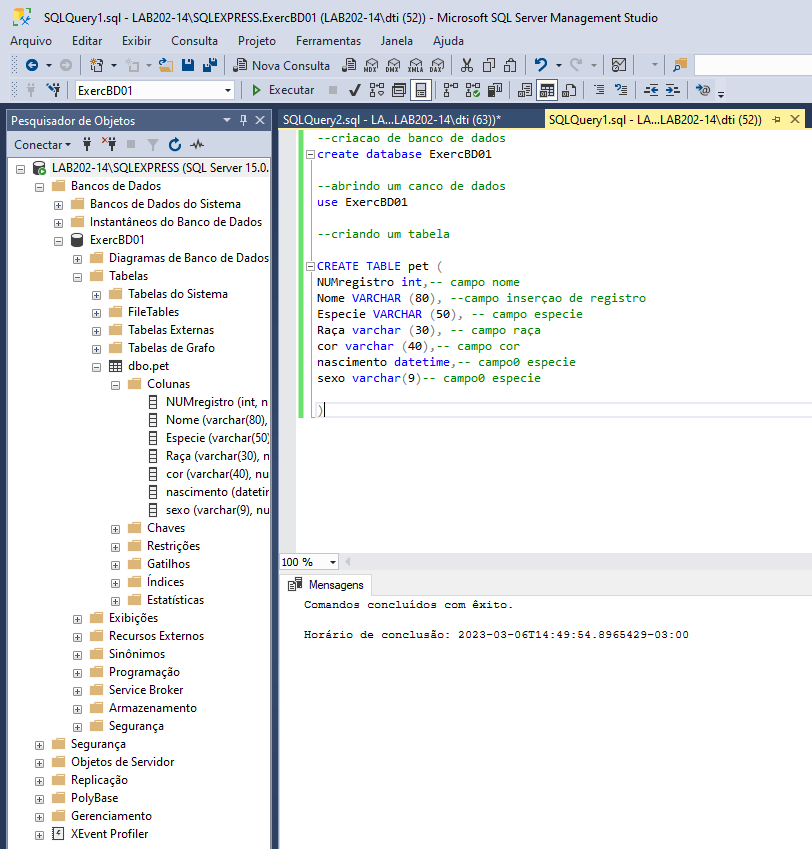 SQLQuery1.sql - LAB202-14\SQLEXPRESS.ExercBD01 (LAB202-14\dti (52)) - Microsoft SQL Server Management Studio
Arquivo Editar Exibir Consulta Projeto Ferramentas Janela Ajuda
Nova Consulta MDX DMX XMLA DAX
ExercBD01 Executar
Pesquisador de Objetos
Conectar
LAB202-14\SQLEXPRESS (SQL Server 15.0.
Bancos de Dados
Bancos de Dados do Sistema
Instantâneos do Banco de Dados
ExercBD01
Diagramas de Banco de Dados
Tabelas
Tabelas do Sistema
FileTables
Tabelas Externas
Tabelas de Grafo
dbo.pet
Colunas
NUMregistro (int, n
Nome (varchar(80),
Especie (varchar(50)
Raça (varchar(30), n
cor (varchar(40), nu
nascimento (datetin
sexo (varchar(9), nu
Chaves
Restrições
Gatilhos
Índices
Estatísticas
Exibições
Recursos Externos
Sinônimos
Programação
Service Broker
Armazenamento
Segurança
Segurança
Objetos de Servidor
Replicação
PolyBase
Gerenciamento
XEvent Profiler
SQLQuery2.sql - LA...LAB202-14\dti (63))* SQLQuery1.sql - LA...LAB202-14\dti (52))
--criacao de banco de dados
create database ExercBD01
--abrindo um canco de dados
use ExercBD01
--criando um tabela
CREATE TABLE pet (
NUMregistro int,-- campo nome
Nome VARCHAR (80), --campo inserçao de registro
Especie VARCHAR (50), -- campo especie
Raça varchar (30), -- campo raça
cor varchar (40),-- campo cor
nascimento datetime,-- campo0 especie
sexo varchar(9)-- campo0 especie
)
100 %
Mensagens
Comandos concluídos com êxito.
Horário de conclusão: 2023-03-06T14:49:54.8965429-03:00